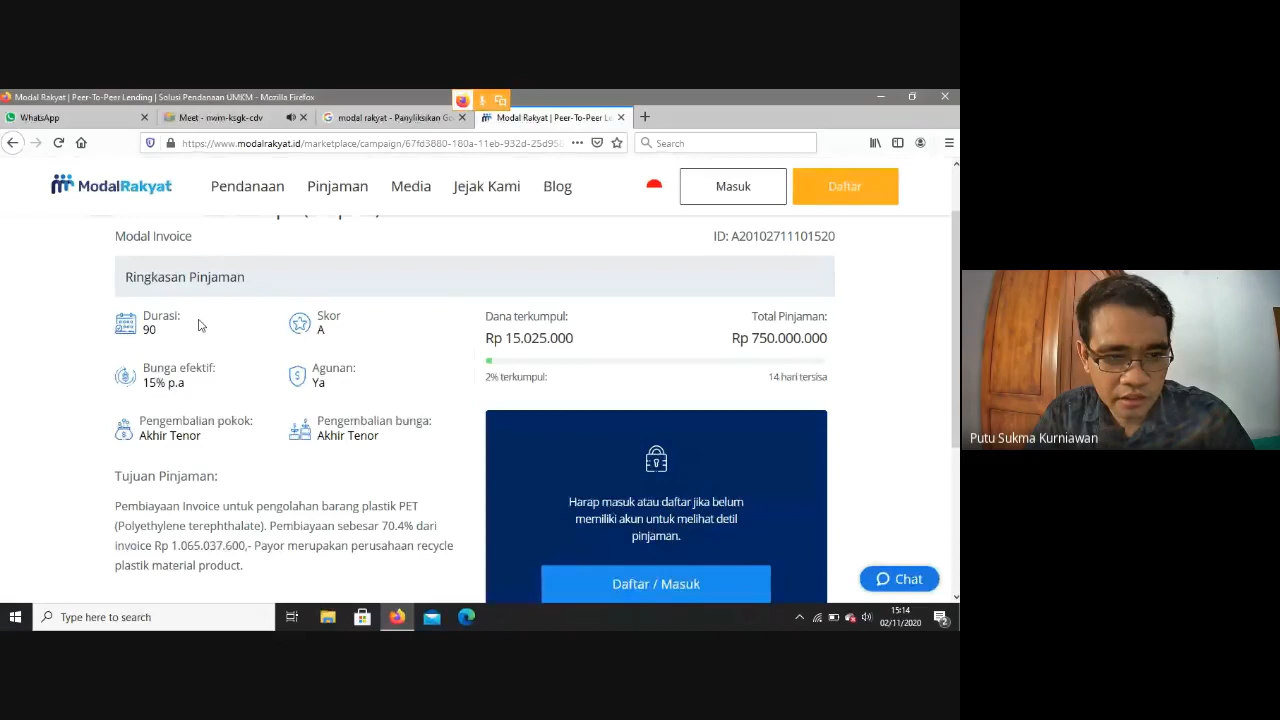 Modal Rakyat | Peer-To-Peer Lending | Solusi Pendanaan UMKM - Mozilla Firefox
WhatsApp
Meet - nwm-ksgk-cdv
modal rakyat - Panyliksikan Go
Modal Rakyat | Peer-To-Peer Le
https://www.modalrakyat.id/marketplace/campaign/67fd3880-180a-11eb-932d-25d95
Search
ModalRakyat
Pendanaan
Pinjaman
Media
Jejak Kami
Blog
Masuk
Daftar
Modal Invoice
ID: A20102711101520
Ringkasan Pinjaman
Durasi:
90
Skor
A
Bunga efektif:
15% p.a
Agunan:
Ya
Pengembalian pokok:
Akhir Tenor
Pengembalian bunga:
Akhir Tenor
Dana terkumpul:
Rp 15.025.000
Total Pinjaman:
Rp 750.000.000
2% terkumpul:
14 hari tersisa
Tujuan Pinjaman:
Pembiayaan Invoice untuk pengolahan barang plastik PET
(Polyethylene terephthalate). Pembiayaan sebesar 70.4% dari
invoice Rp 1.065.037.600,- Payor merupakan perusahaan recycle
plastik material product.
Harap masuk atau daftar jika belum
memiliki akun untuk melihat detil
pinjaman.
Daftar / Masuk
Chat
Type here to search
15:14
02/11/2020
2
Putu Sukma Kurniawan